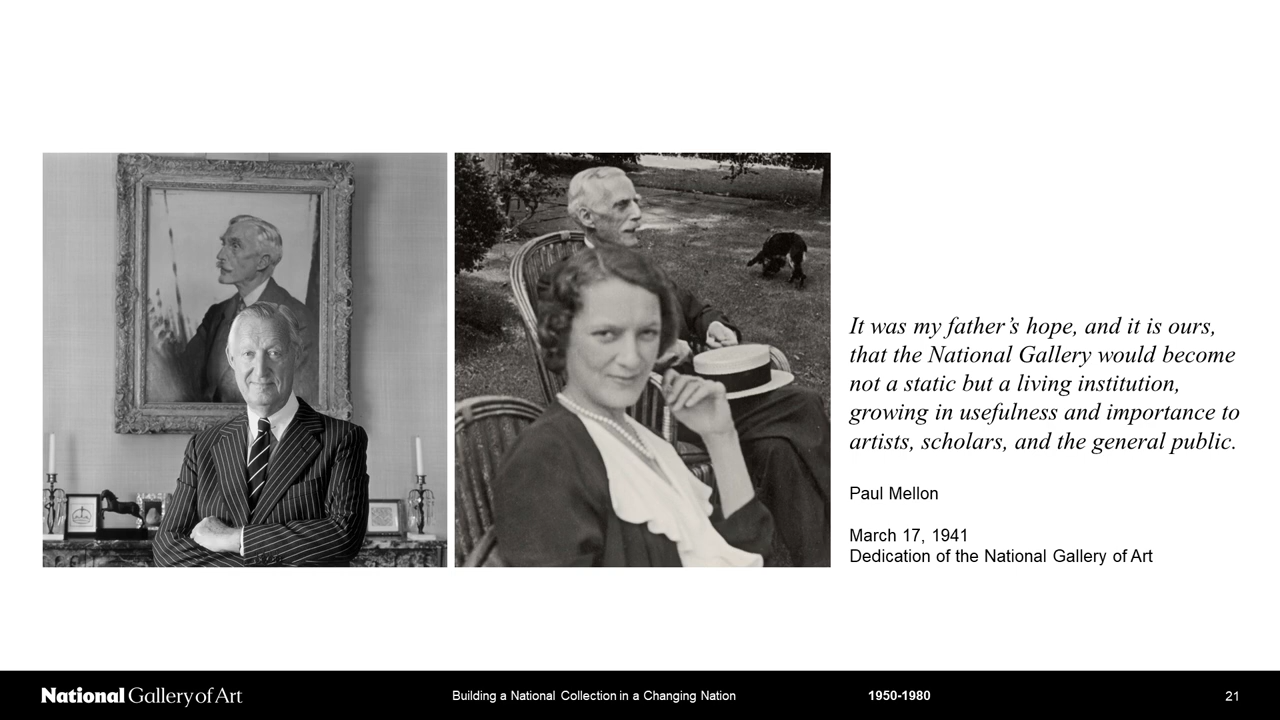 It was my father’s hope, and it is ours,
that the National Gallery would become
not a static but a living institution,
growing in usefulness and importance to
artists, scholars, and the general public.
Paul Mellon
March 17, 1941
Dedication of the National Gallery of Art
National Gallery of Art
Building a National Collection in a Changing Nation
1950-1980
21